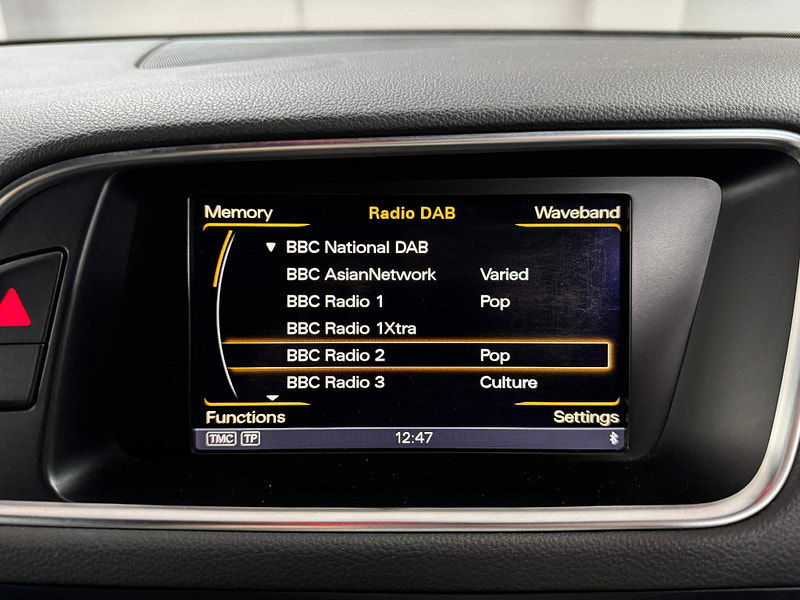 Memory Radio DAB Waveband
BBC National DAB
BBC AsianNetwork Varied
BBC Radio 1 Pop
BBC Radio 1Xtra
BBC Radio 2 Pop
BBC Radio 3 Culture
Functions Settings
TMC TP 12:47